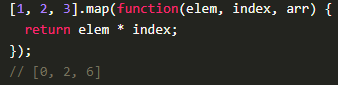 [1, 2, 3].map(function(elem, index, arr) {
  return elem * index;
});
// [0, 2, 6]